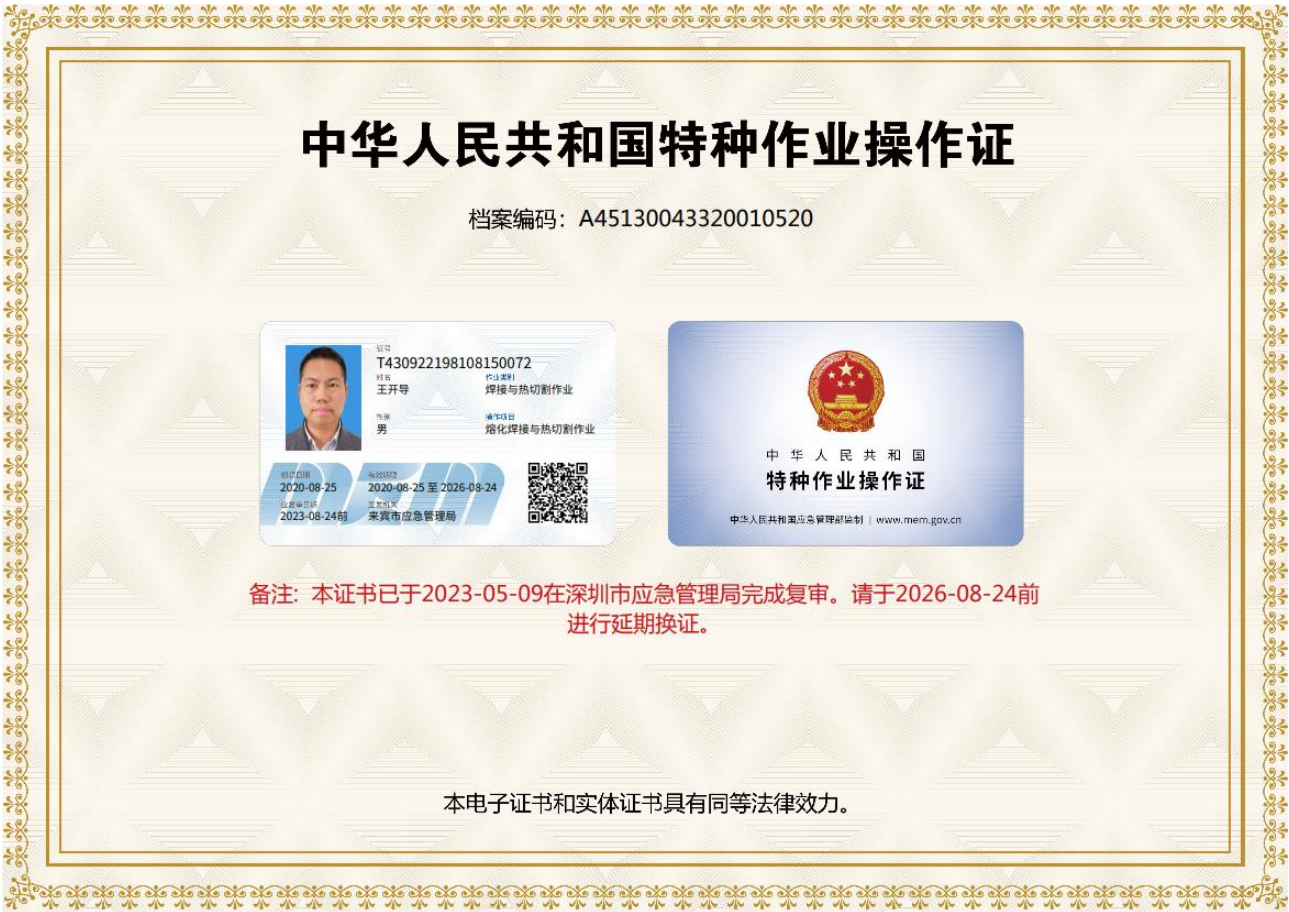 中华人民共和国特种作业操作证
档案编码：A45130043320010520
证号
T430922198108150072
姓名 作业类别
王开导 焊接与热切割作业
性别 操作项目
男 熔化焊接与热切割作业
初领日期 有效期限
2020-08-25 2020-08-25 至 2026-08-24
应复审日期 签发机关
2023-08-24前 来宾市应急管理局
中华人民共和国
特种作业操作证
中华人民共和国应急管理部监制 | www.mem.gov.cn
备注：本证书已于2023-05-09在深圳市应急管理局完成复审。请于2026-08-24前
进行延期换证。
本电子证书和实体证书具有同等法律效力。